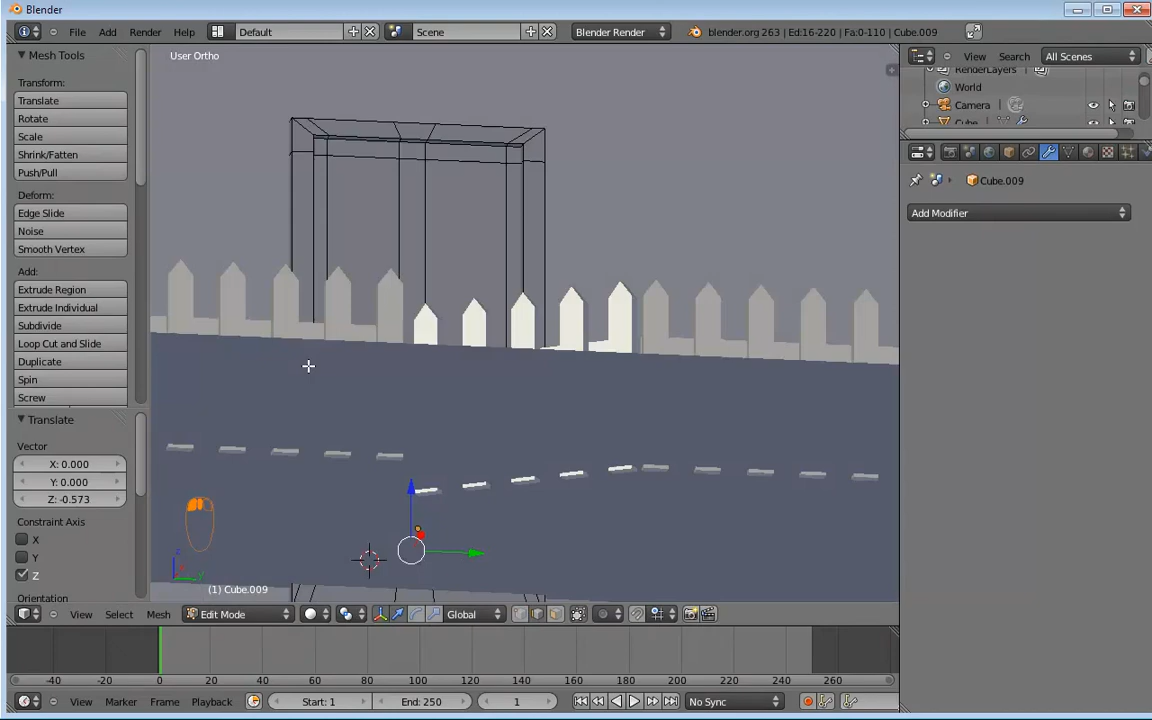 Blender
File Add Render Help Default Scene Blender Render blender.org 263 | Ed:16-220 | Fa:0-110 | Cube.009
Mesh Tools
Transform:
Translate
Rotate
Scale
Shrink/Fatten
Push/Pull
Deform:
Edge Slide
Noise
Smooth Vertex
Add:
Extrude Region
Extrude Individual
Subdivide
Loop Cut and Slide
Duplicate
Spin
Screw
Translate
Vector
X: 0.000
Y: 0.000
Z: -0.573
Constraint Axis
X
Y
Z
Orientation
User Ortho
z
y
(1) Cube.009
View Select Mesh Edit Mode Global
View Search All Scenes
RenderLayers
World
Camera
Cube
Cube.009
Add Modifier
-40 -20 0 20 40 60 80 100 120 140 160 180 200 220 240 260
View Marker Frame Playback Start: 1 End: 250 1 No Sync